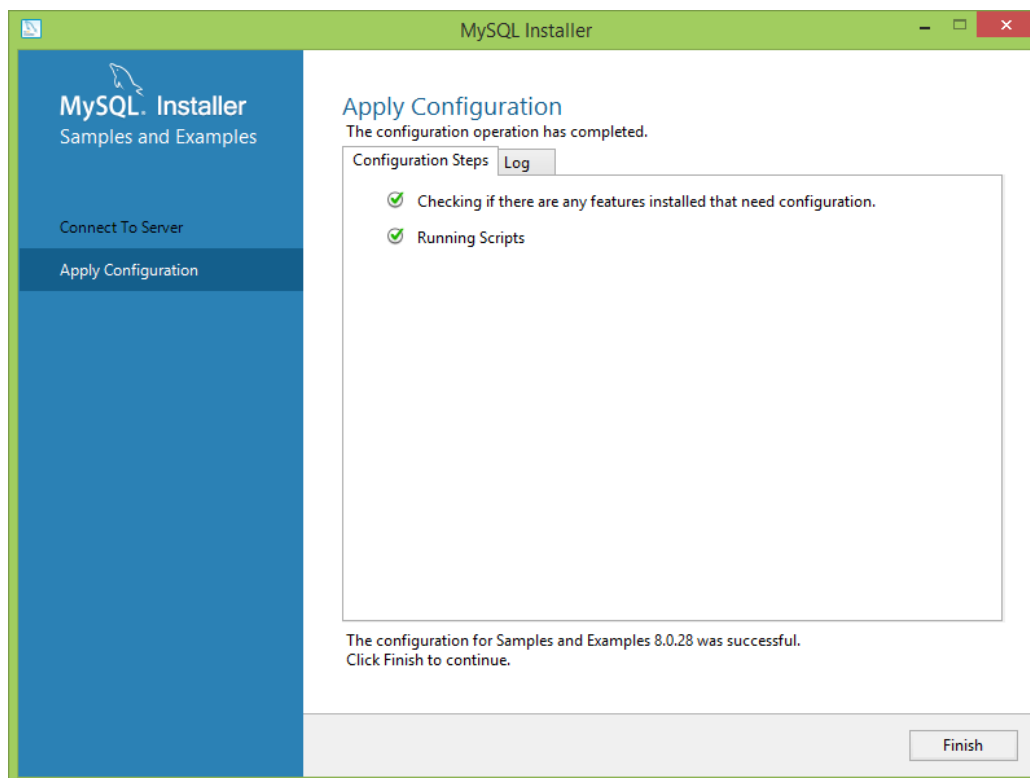 MySQL Installer
MySQL. Installer
Samples and Examples
Connect To Server
Apply Configuration
Apply Configuration
The configuration operation has completed.
Configuration Steps
Log
Checking if there are any features installed that need configuration.
Running Scripts
The configuration for Samples and Examples 8.0.28 was successful.
Click Finish to continue.
Finish